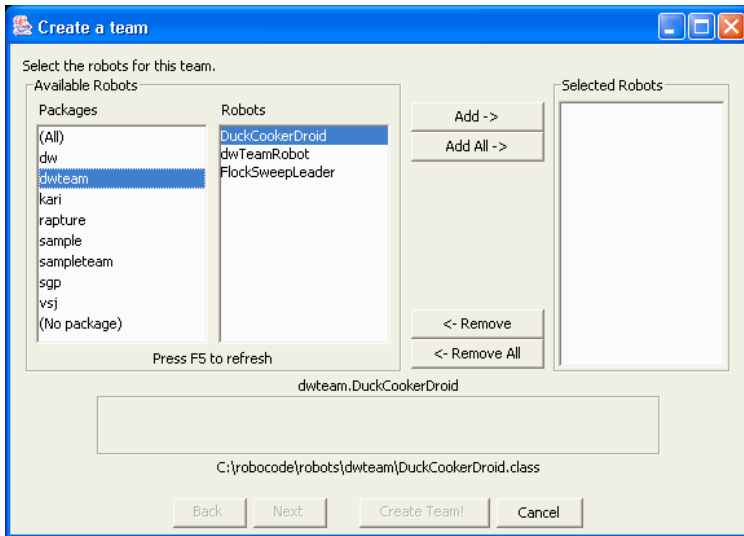 Create a team
Select the robots for this team.
Available Robots
Packages
(All)
dw
dwteam
kari
rapture
sample
sampleteam
sgp
vsj
(No package)
Robots
DuckCookerDroid
dwTeamRobot
FlockSweepLeader
Press F5 to refresh
Add ->
Add All ->
<- Remove
<- Remove All
Selected Robots
dwteam.DuckCookerDroid
C:\robocode\robots\dwteam\DuckCookerDroid.class
Back
Next
Create Team!
Cancel